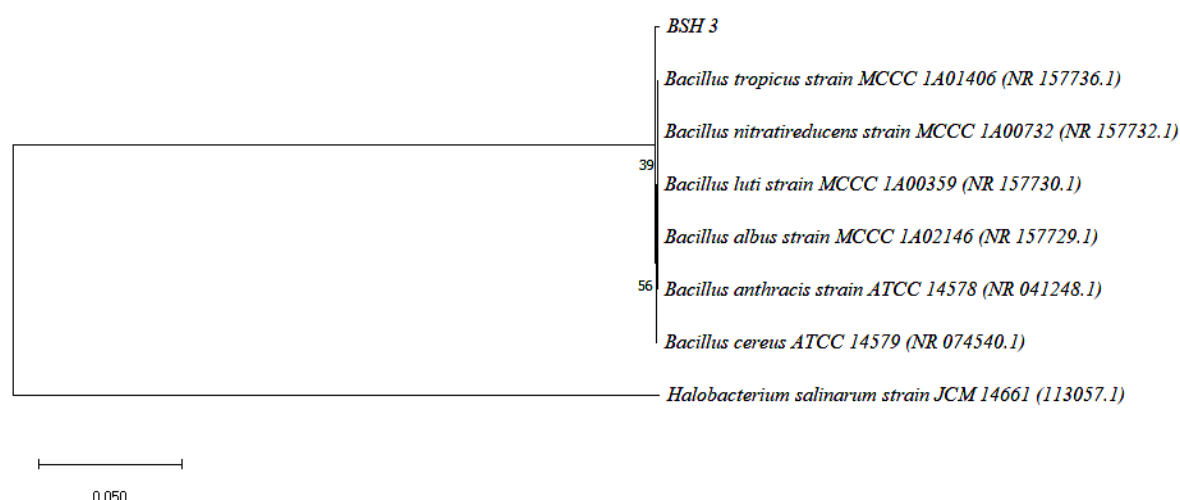 BSH 3
Bacillus tropicus strain MCCC 1A01406 (NR 157736.1)
Bacillus nitratireducens strain MCCC 1A00732 (NR 157732.1)
39
Bacillus luti strain MCCC 1A00359 (NR 157730.1)
Bacillus albus strain MCCC 1A02146 (NR 157729.1)
56
Bacillus anthracis strain ATCC 14578 (NR 041248.1)
Bacillus cereus ATCC 14579 (NR 074540.1)
Halobacterium salinarum strain JCM 14661 (113057.1)
0.050